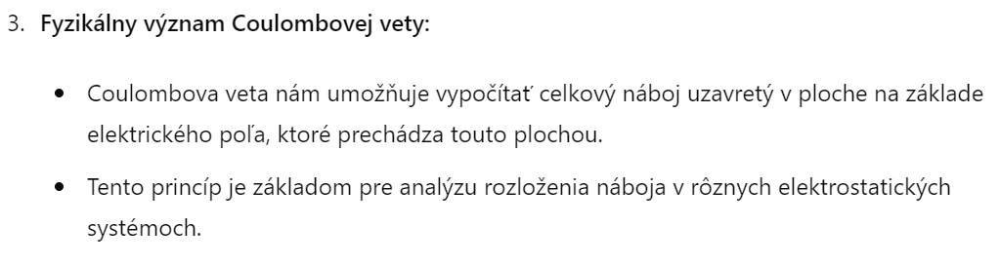 3. Fyzikálny význam Coulombovej vety:
• Coulombova veta nám umožňuje vypočítať celkový náboj uzavretý v ploche na základe
elektrického poľa, ktoré prechádza touto plochou.
• Tento princíp je základom pre analýzu rozloženia náboja v rôznych elektrostatických
systémoch.